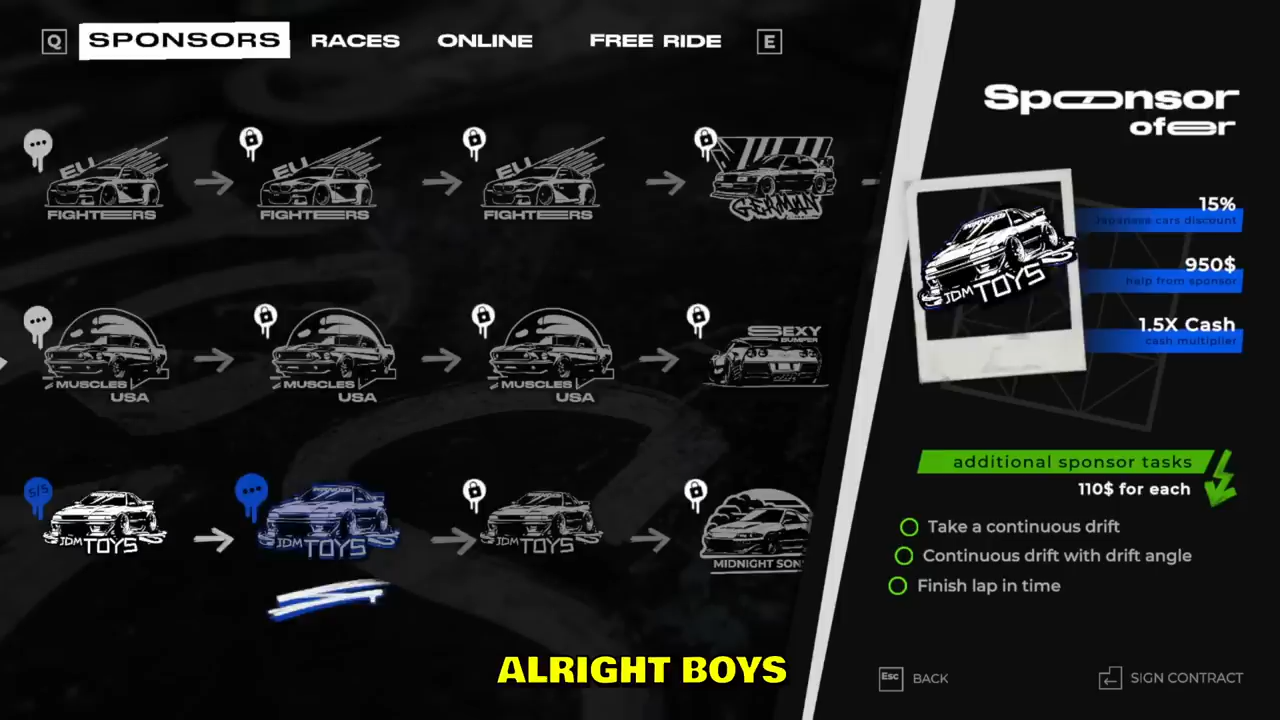 Q SPONSORS RACES ONLINE FREE RIDE E
Sponsor
ofeer
EU
FIGHTERS
EU
FIGHTERS
EU
FIGHTERS
GERMAN
15%
Japanese cars discount
950$
help from sponsor
1.5X Cash
cash multiplier
JDM TOYS
MUSCLES
USA
MUSCLES
USA
MUSCLES
USA
SEXY
BUMPER
additional sponsor tasks
110$ for each
Take a continuous drift
Continuous drift with drift angle
Finish lap in time
5/5
JDM TOYS
JDM TOYS
JDM TOYS
MIDNIGHT SON
ALRIGHT BOYS
Esc BACK
SIGN CONTRACT